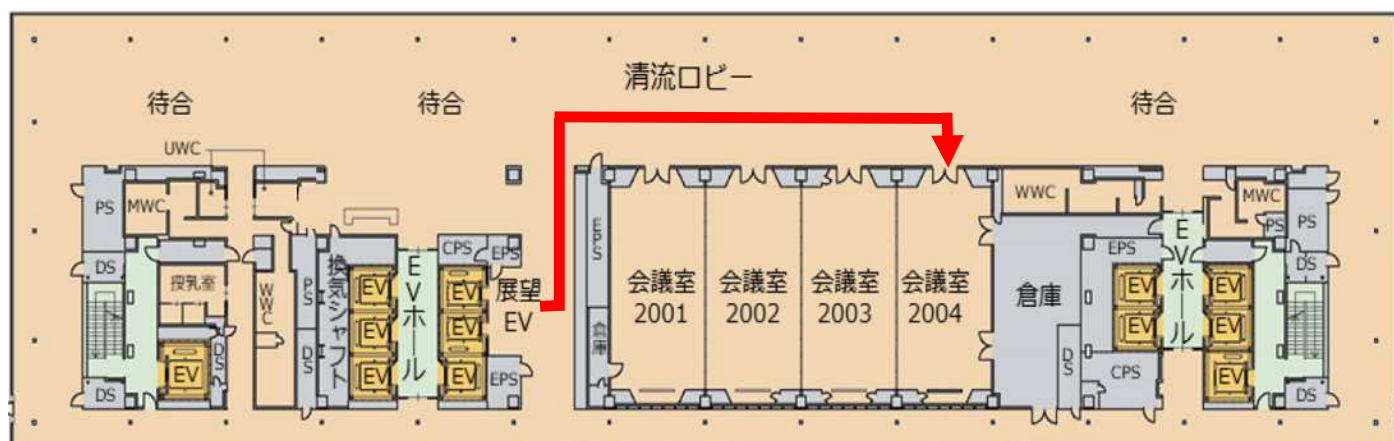 清流ロビー
待合
待合
待合
UWC
PS
MWC
DS
授乳室
EV
DS
DS
WWC
PS
DS
換気シャフト
EV
EV
EV
EVホール
CPS
EPS
EV
EV
EV
EPS
展望
EV
EPS
倉庫
会議室
2001
会議室
2002
会議室
2003
会議室
2004
WWC
倉庫
DS
EPS
EV
EV
CPS
EVホール
EV
EV
EV
MWC
PS
PS
DS
DS